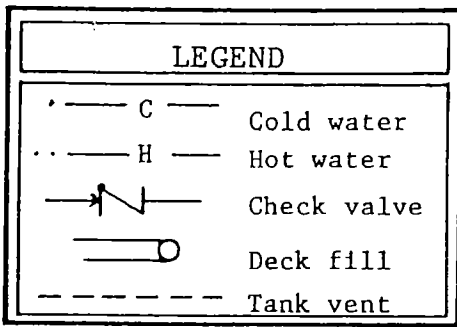 LEGEND
C Cold water
H Hot water
Check valve
Deck fill
Tank vent